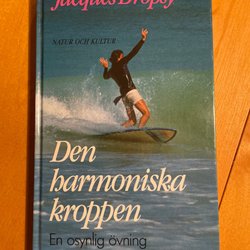 Jacques Dropsy
NATUR OCH KULTUR
Den
harmoniska
kroppen
En osynlig övning